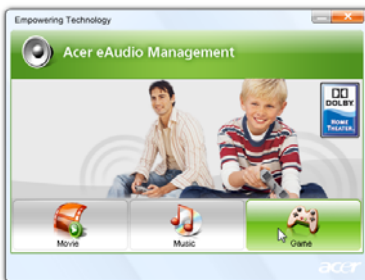 Empowering Technology
Acer eAudio Management
DOLBY
HOME
THEATER
Movie
Music
Game
acer